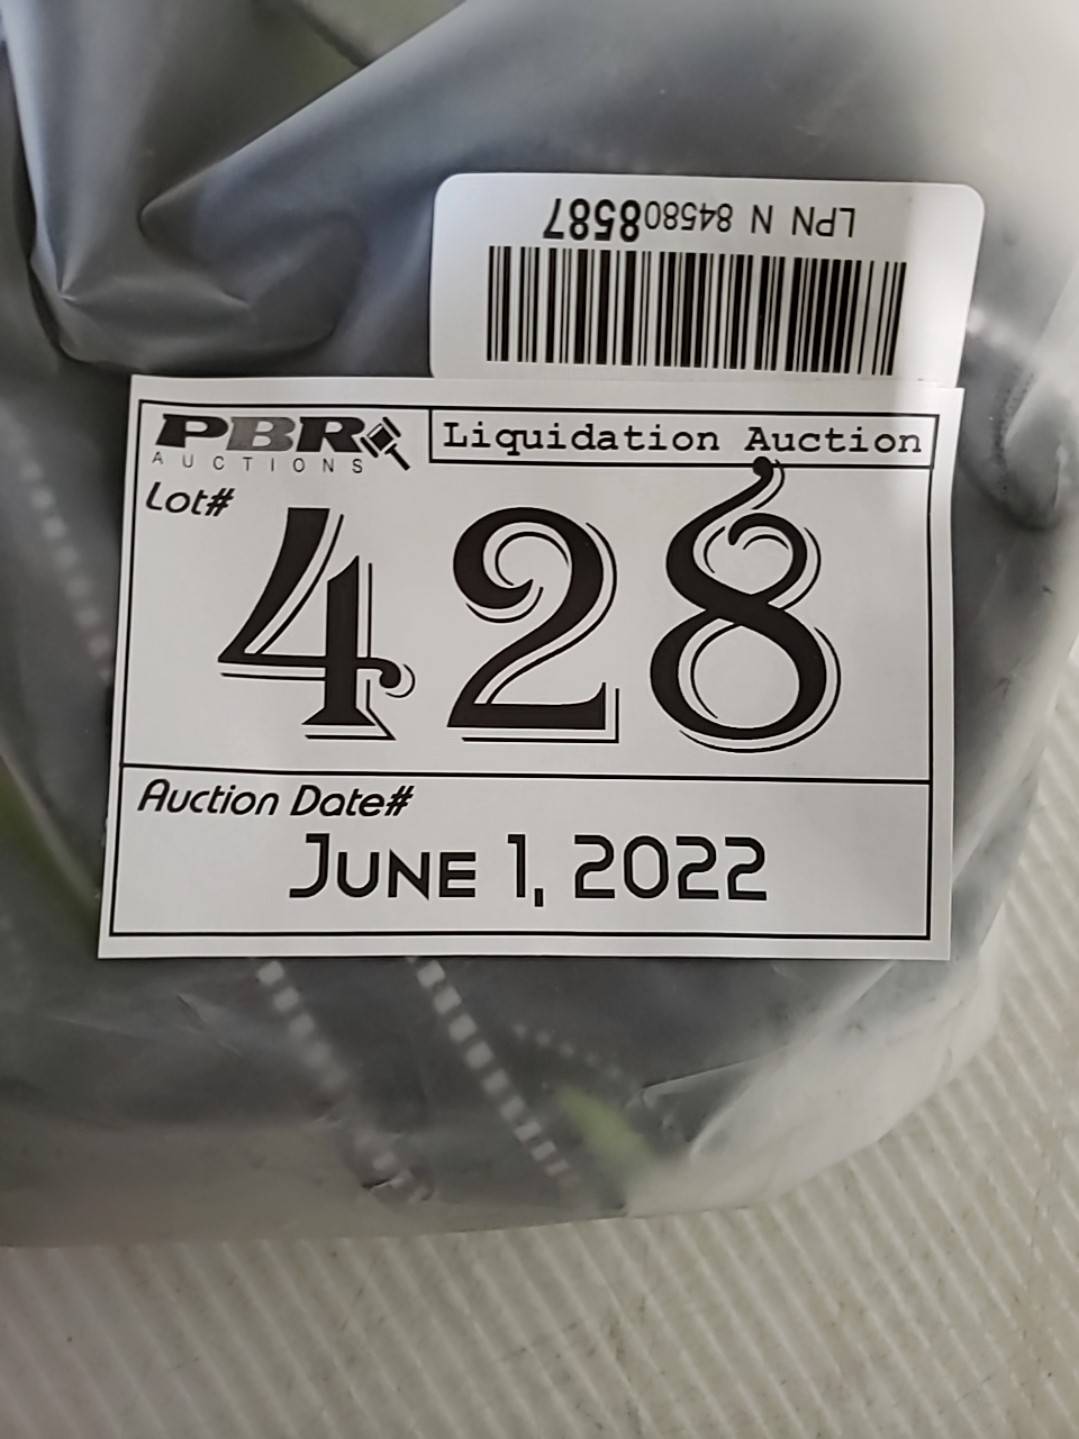 LPN N 845808587
PBR
AUCTIONS
Liquidation Auction
Lot#
428
Auction Date#
June 1, 2022